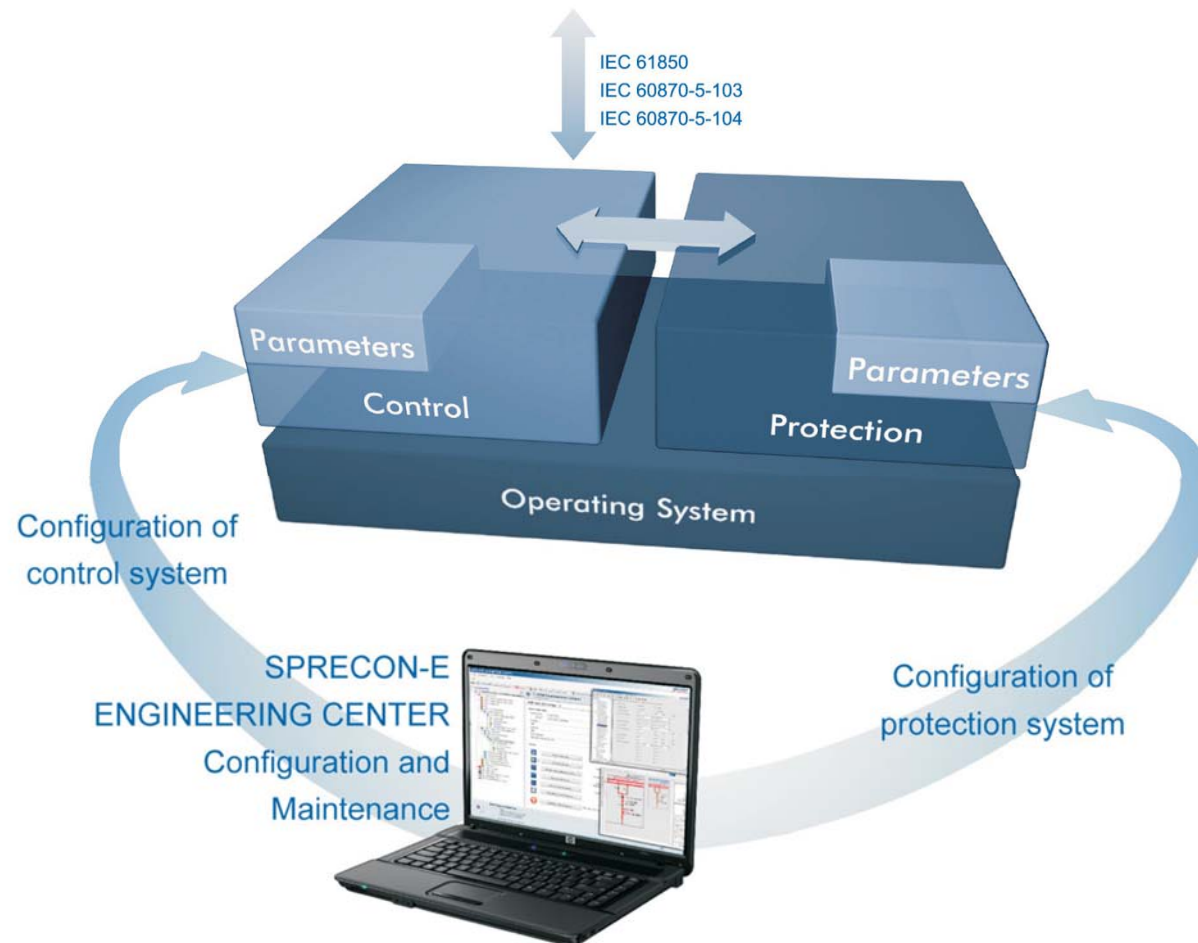 IEC 61850
IEC 60870-5-103
IEC 60870-5-104
Parameters
Control
Parameters
Protection
Operating System
Configuration of
control system
SPRECON-E
ENGINEERING CENTER
Configuration and
Maintenance
Configuration of
protection system